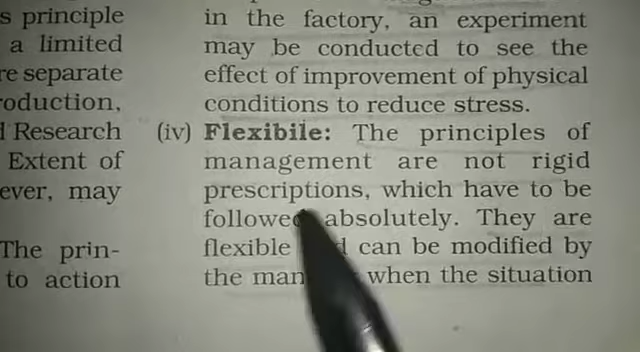 s principle
a limited
re separate
roduction,
l Research
Extent of
ever, may
The prin-
to action
in the factory, an experiment
may be conducted to see the
effect of improvement of physical
conditions to reduce stress.
(iv) Flexibile: The principles of
management are not rigid
prescriptions, which have to be
followed absolutely. They are
flexible can be modified by
the man when the situation